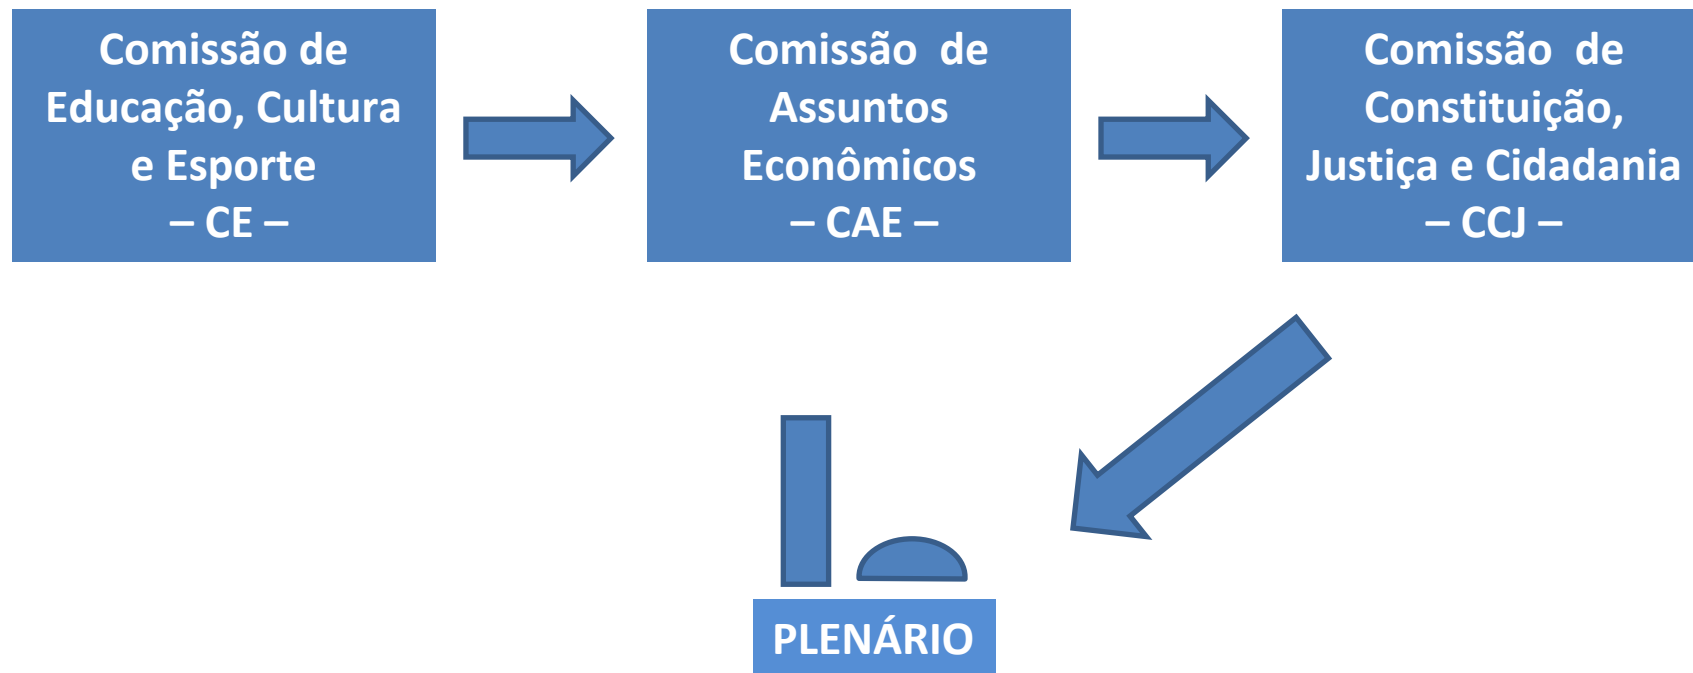 Comissão de
Educação, Cultura
e Esporte
– CE –
Comissão de
Assuntos
Econômicos
– CAE –
Comissão de
Constituição,
Justiça e Cidadania
– CCJ –
PLENÁRIO